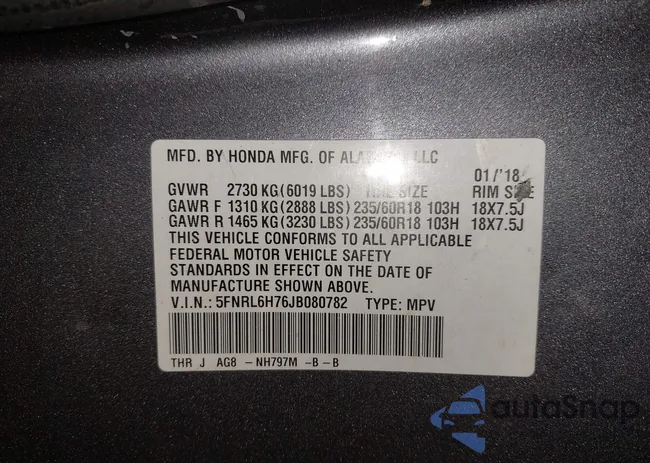 MFD. BY HONDA MFG. OF LLC
01/'18
GVWR 2730 KG(6019 LBS) TIRE SIZE RIM SIZE
GAWR F 1310 KG(2888 LBS) 235/60R18 103H 18X7.5J
GAWR R 1465 KG(3230 LBS) 235/60R18 103H 18X7.5J
THIS VEHICLE CONFORMS TO ALL APPLICABLE
FEDERAL MOTOR VEHICLE SAFETY
STANDARDS IN EFFECT ON THE DATE OF
MANUFACTURE SHOWN ABOVE.
V.I.N.: 5FNRL6H76JB080782 TYPE: MPV
THR J AG8 - NH797M -B - B
autoSnap